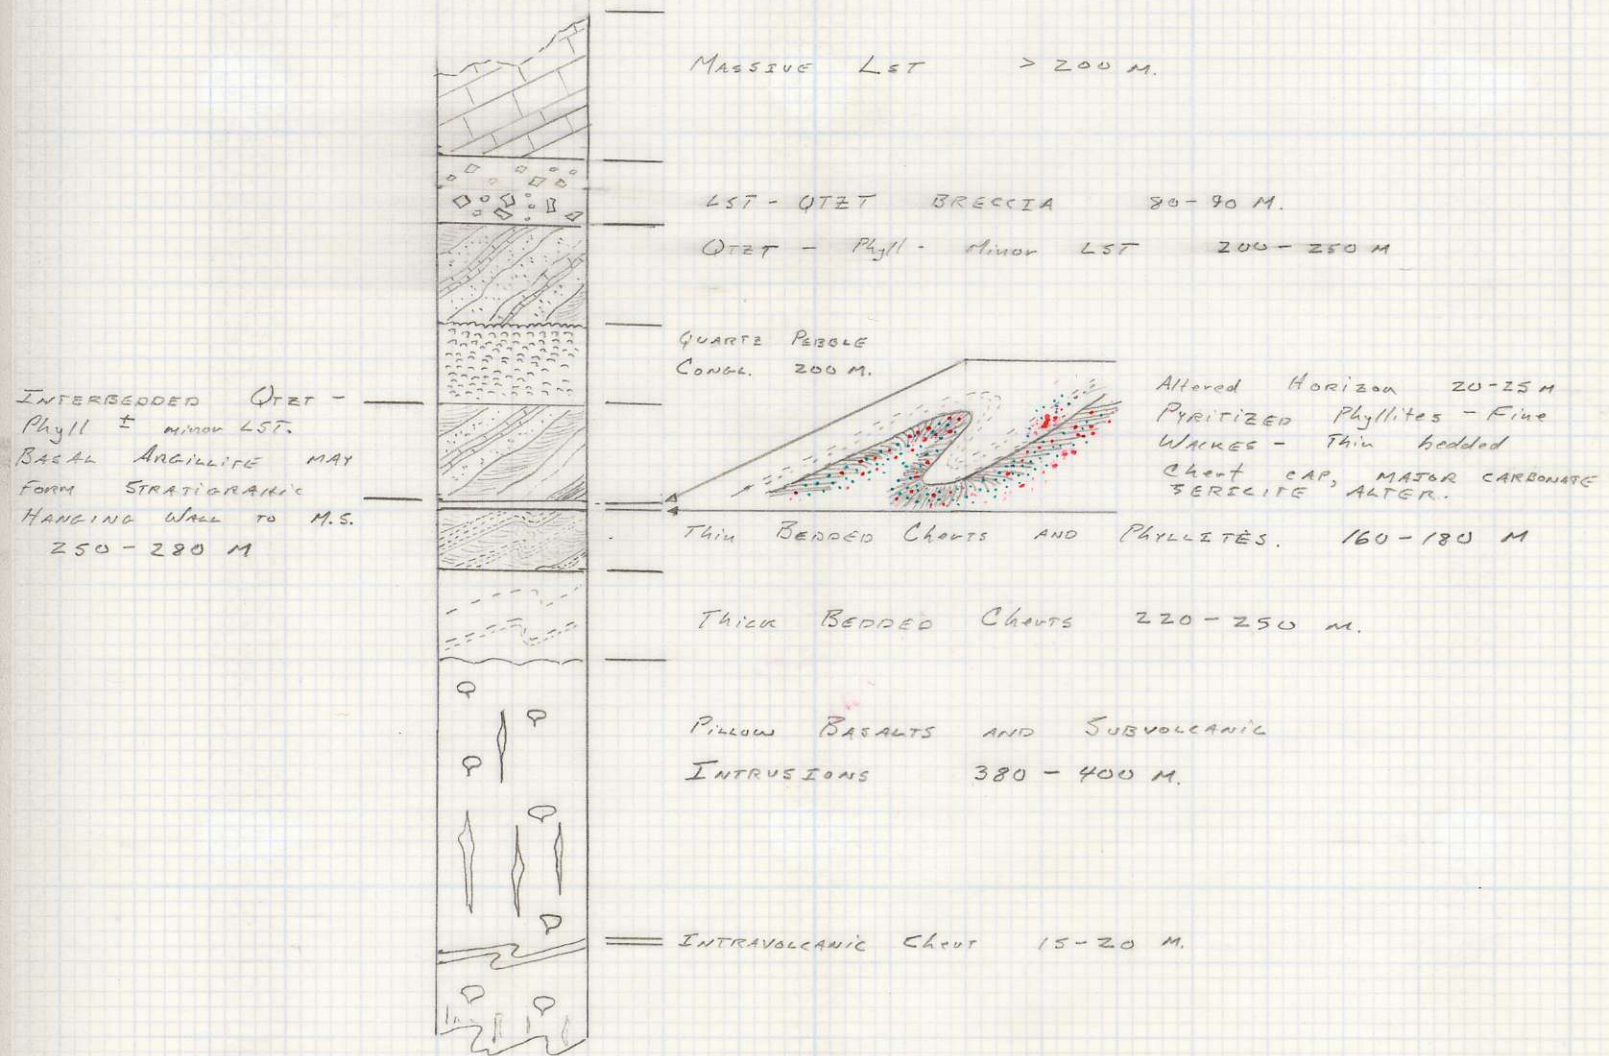 MASSIVE LST > 200 M.
LST - QTZT BRECCIA 80-90 M.
QTZT - Phyll - Minor LST 200-250 M
QUARTZ PEBBLE
CONGL. 200 M.
INTERBEDDED QTZT -
Phyll ± minor LST.
BASAL ARGILLITE MAY
FORM STRATIGRAHIC
HANGING WALL TO M.S.
250-280 M
Altered Horizon 20-25 M
PYRITIZED Phyllites - Fine
WACKES - Thin bedded
Chert CAP, MAJOR CARBONATE
SERICITE ALTER.
Thin BEDDED Cherts AND PHYLLITES. 160-180 M
Thick BEDDED Cherts 220-250 M.
PILLOW BASALTS AND SUBVOLCANIC
INTRUSIONS 380-400 M.
INTRAVOLCANIC Chert 15-20 M.